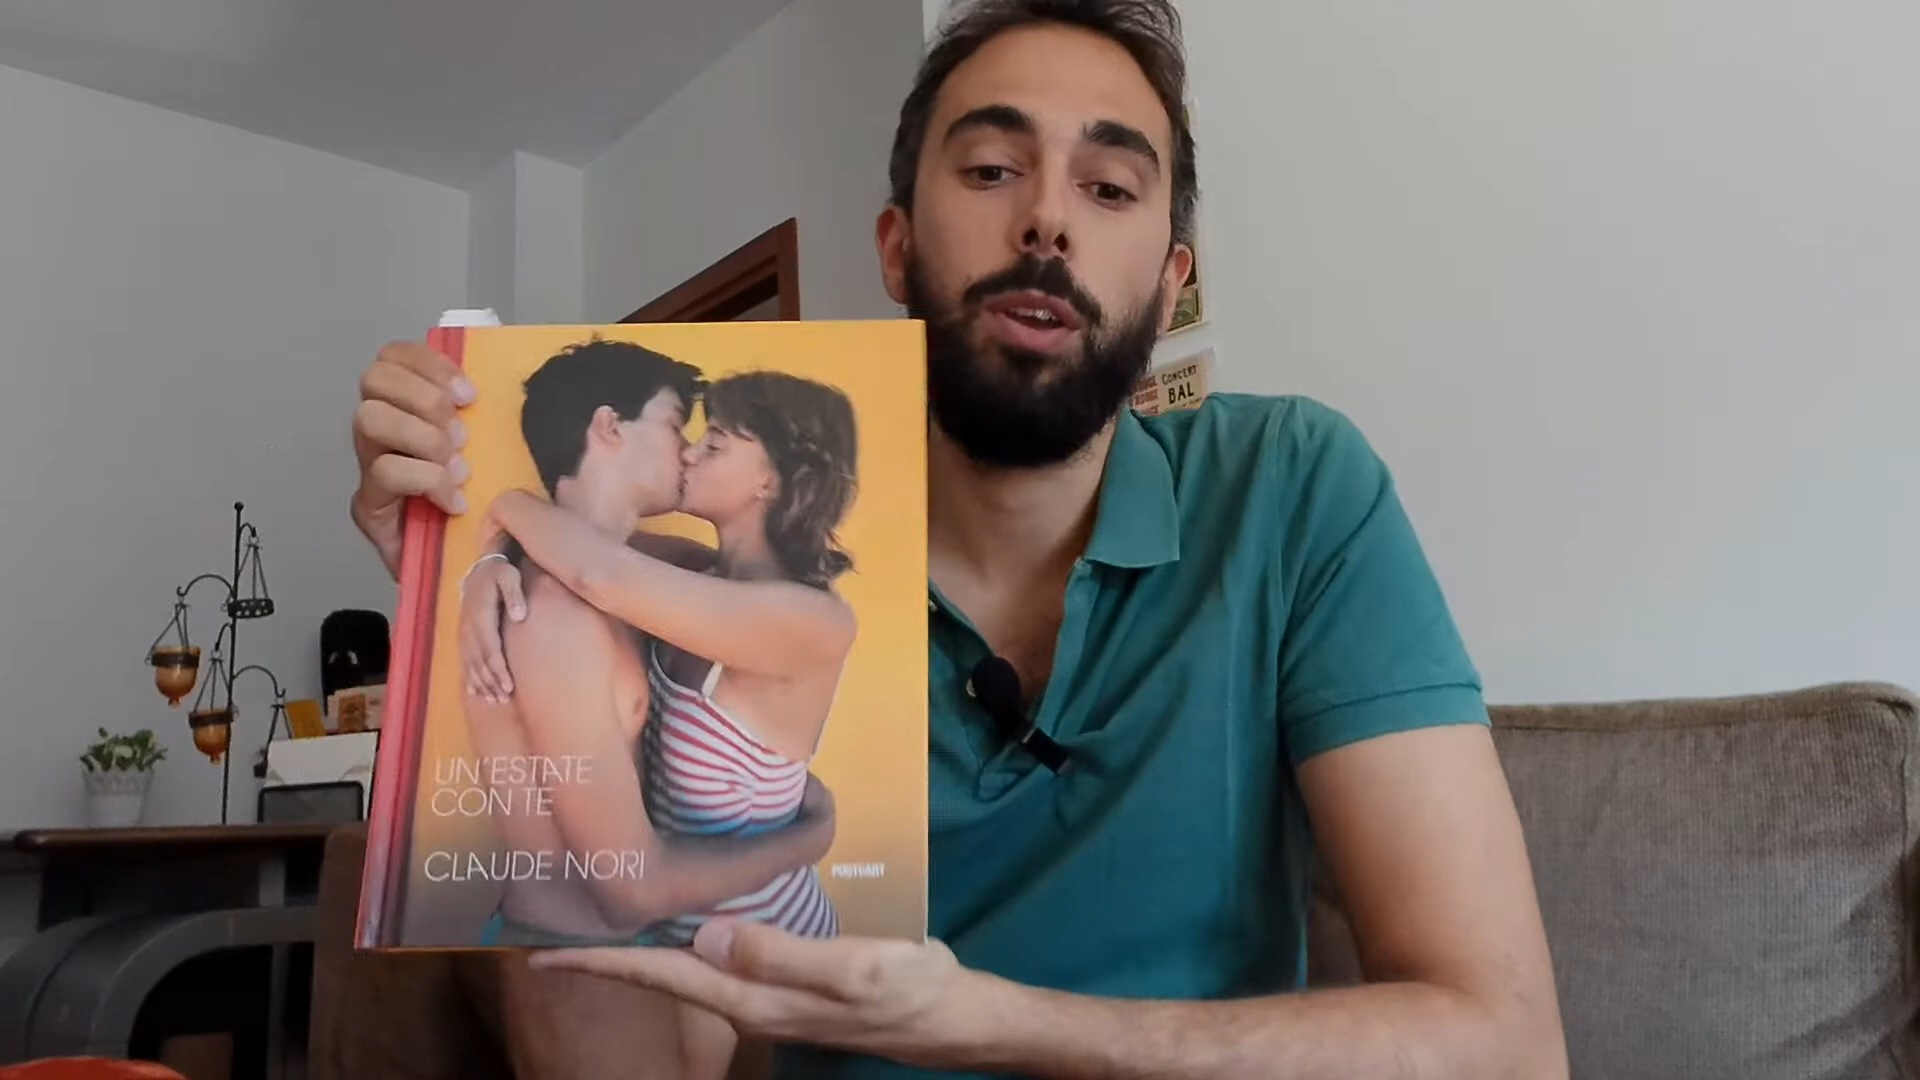 UN'ESTATE
CON TE
CLAUDE NORI
POSTCART
CONCERT
BAL